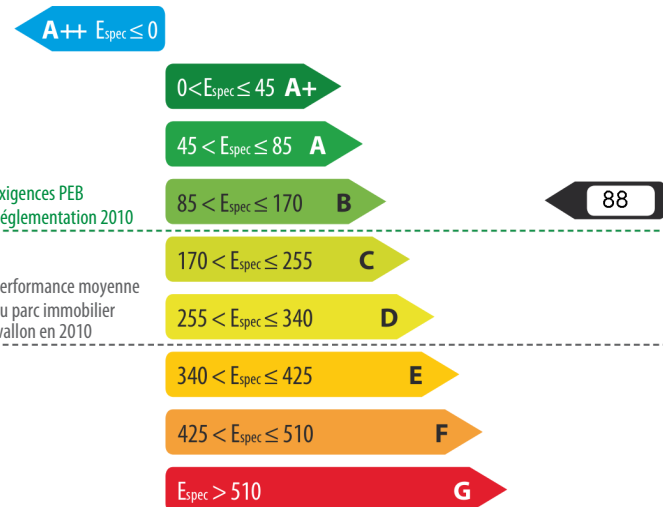 A++ Espec ≤ 0
0<Espec ≤ 45 A+
45 < Espec ≤ 85 A
xigences PEB
églementation 2010
85 < Espec ≤ 170 B
88
170 < Espec ≤ 255 C
erformance moyenne
u parc immobilier
vallon en 2010
255 < Espec ≤ 340 D
340 < Espec ≤ 425 E
425 < Espec ≤ 510 F
Espec > 510 G